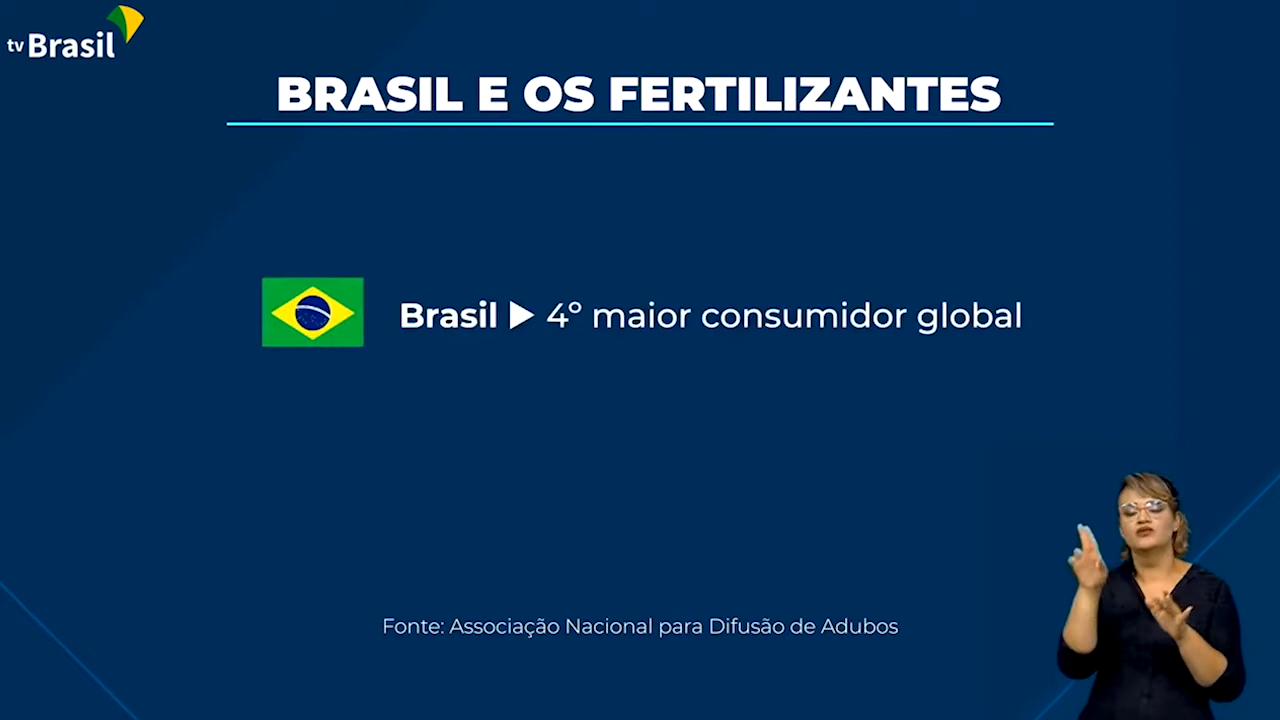 tv Brasil
BRASIL E OS FERTILIZANTES
Brasil ▶ 4º maior consumidor global
Fonte: Associação Nacional para Difusão de Adubos